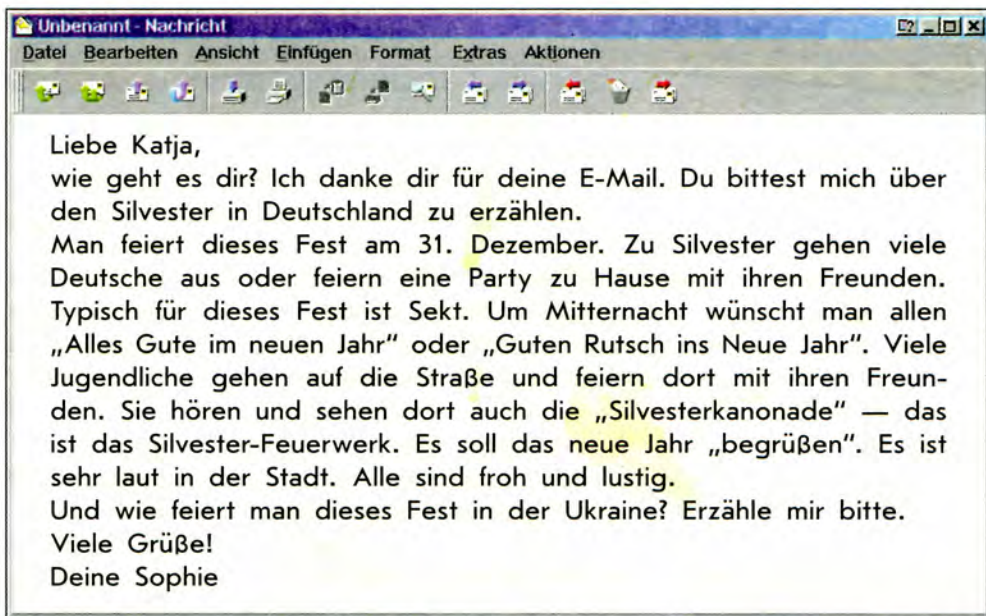 Unbenannt - Nachricht
Datei Bearbeiten Ansicht Einfügen Format Extras Aktionen
Liebe Katja,
wie geht es dir? Ich danke dir für deine E-Mail. Du bittest mich über
den Silvester in Deutschland zu erzählen.
Man feiert dieses Fest am 31. Dezember. Zu Silvester gehen viele
Deutsche aus oder feiern eine Party zu Hause mit ihren Freunden.
Typisch für dieses Fest ist Sekt. Um Mitternacht wünscht man allen
„Alles Gute im neuen Jahr“ oder „Guten Rutsch ins Neue Jahr“. Viele
Jugendliche gehen auf die Straße und feiern dort mit ihren Freun-
den. Sie hören und sehen dort auch die „Silvesterkanonade“ — das
ist das Silvester-Feuerwerk. Es soll das neue Jahr „begrüßen“. Es ist
sehr laut in der Stadt. Alle sind froh und lustig.
Und wie feiert man dieses Fest in der Ukraine? Erzähle mir bitte.
Viele Grüße!
Deine Sophie